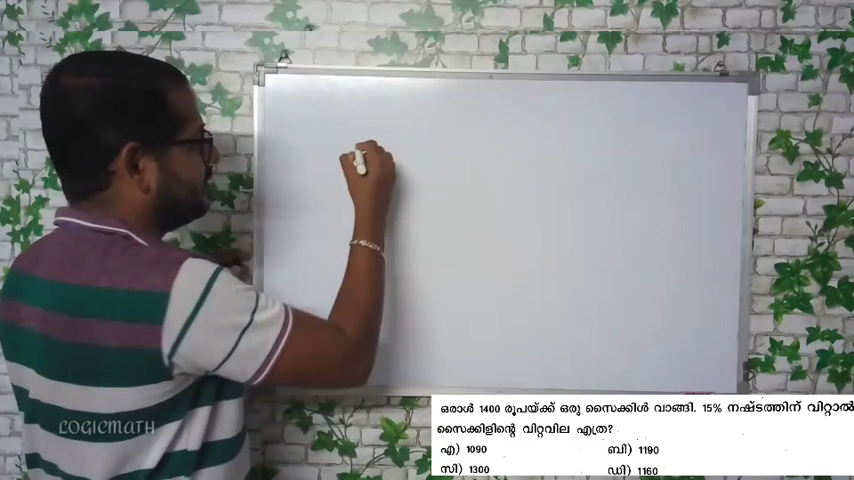 LOGICMATH
ഒരാൾ 1400 രൂപയ്ക്ക് ഒരു സൈക്കിൾ വാങ്ങി. 15% നഷ്ടത്തിന് വിറ്റാൽ
സൈക്കിളിന്റെ വിറ്റവില എത്ര?
എ) 1090 ബി) 1190
സി) 1300 ഡി) 1160